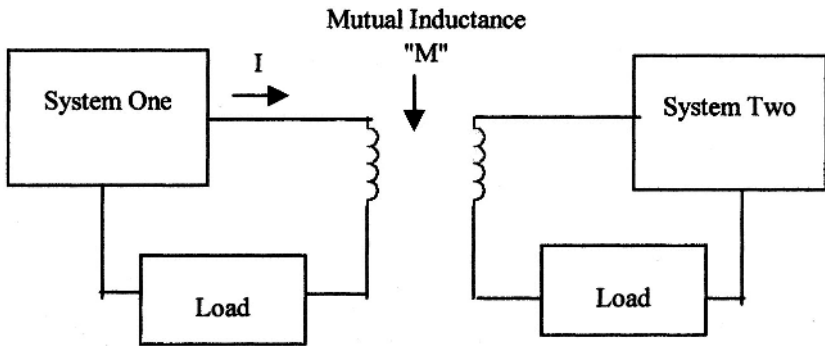 Mutual Inductance
"M"
I
System One
System Two
Load
Load